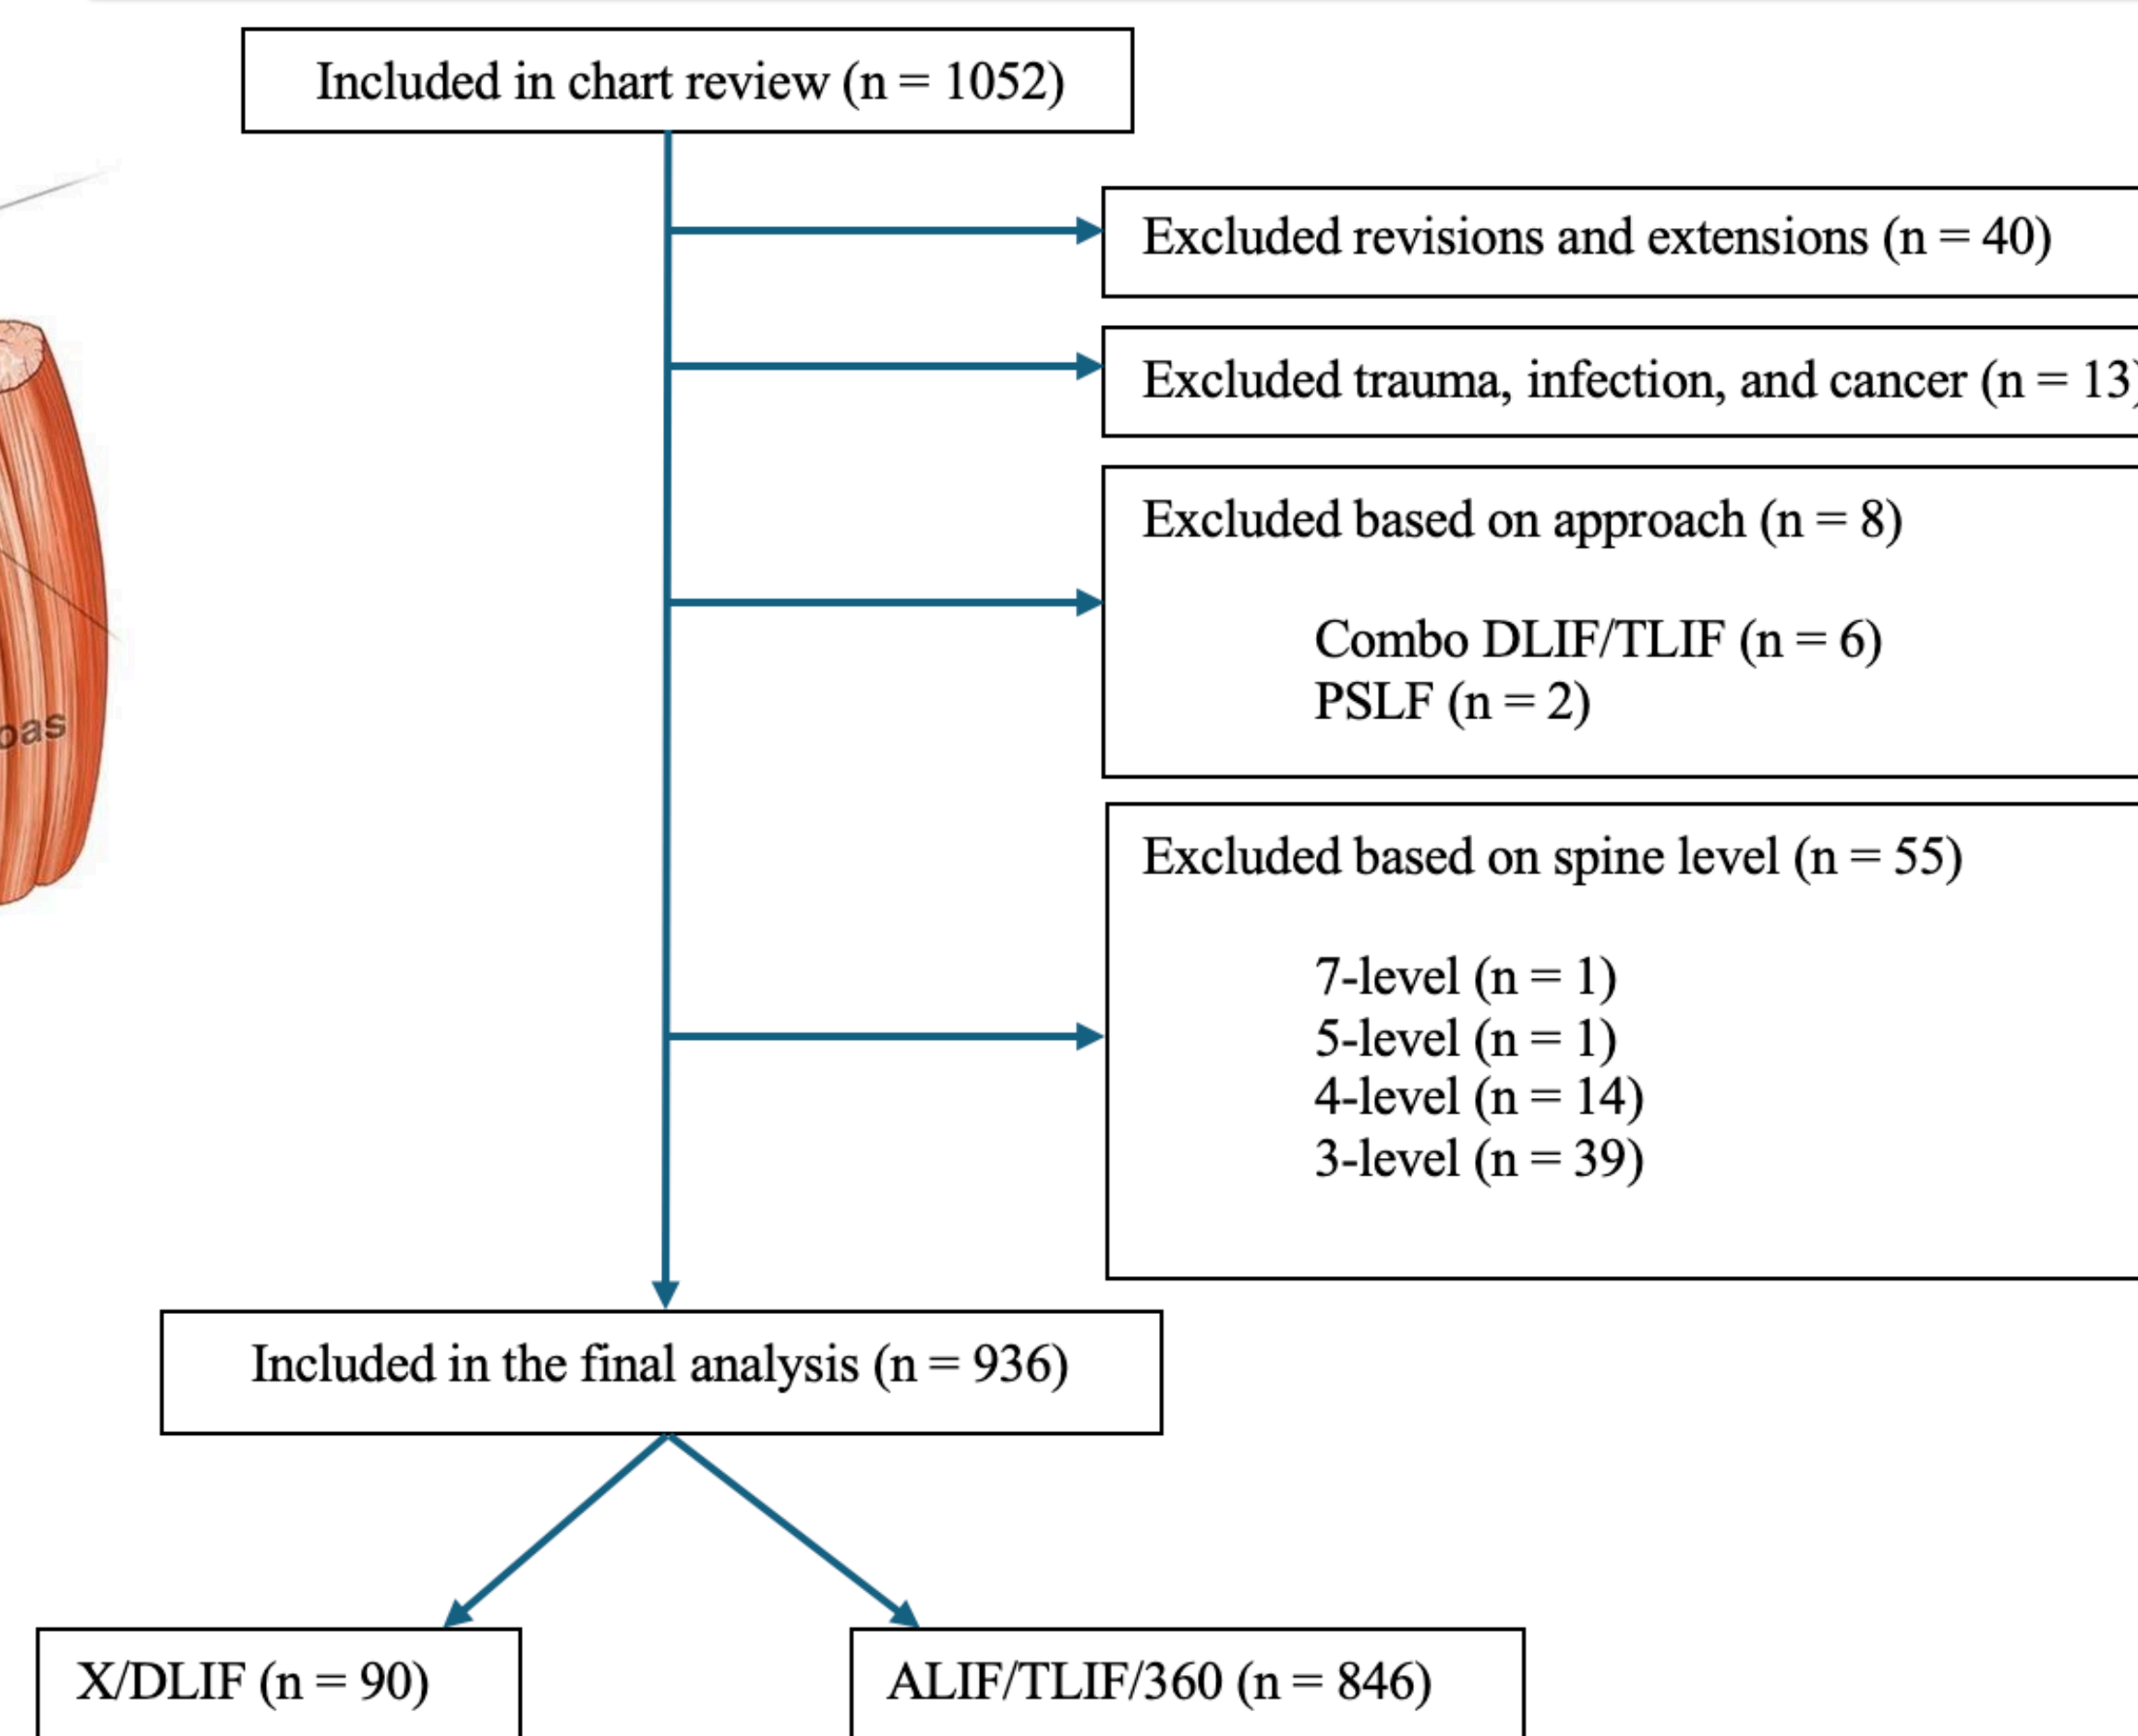 Included in chart review (n = 1052)
Excluded revisions and extensions (n = 40)
Excluded trauma, infection, and cancer (n = 13)
Excluded based on approach (n = 8)
Combo DLIF/TLIF (n = 6)
PSLF (n = 2)
Excluded based on spine level (n = 55)
7-level (n = 1)
5-level (n = 1)
4-level (n = 14)
3-level (n = 39)
oas
Included in the final analysis (n = 936)
X/DLIF (n = 90)
ALIF/TLIF/360 (n = 846)